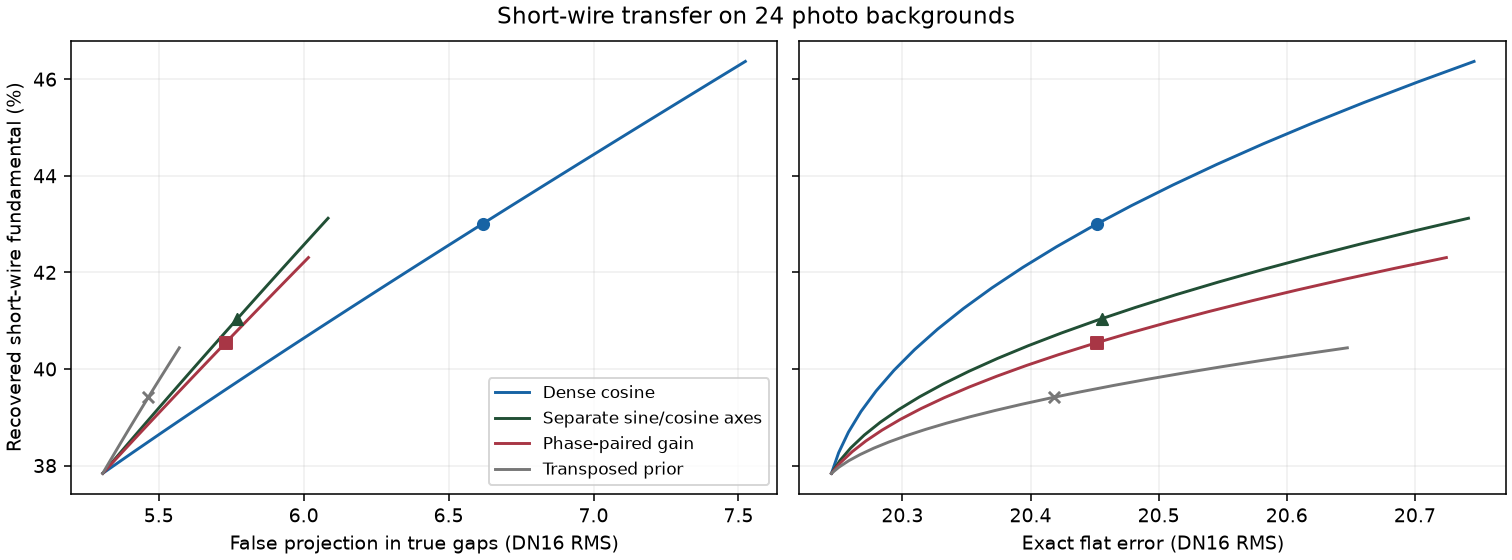 Short-wire transfer on 24 photo backgrounds
Recovered short-wire fundamental (%)
46
44
42
40
38
5.5 6.0 6.5 7.0 7.5
False projection in true gaps (DN16 RMS)
Dense cosine
Separate sine/cosine axes
Phase-paired gain
Transposed prior
20.3 20.4 20.5 20.6 20.7
Exact flat error (DN16 RMS)